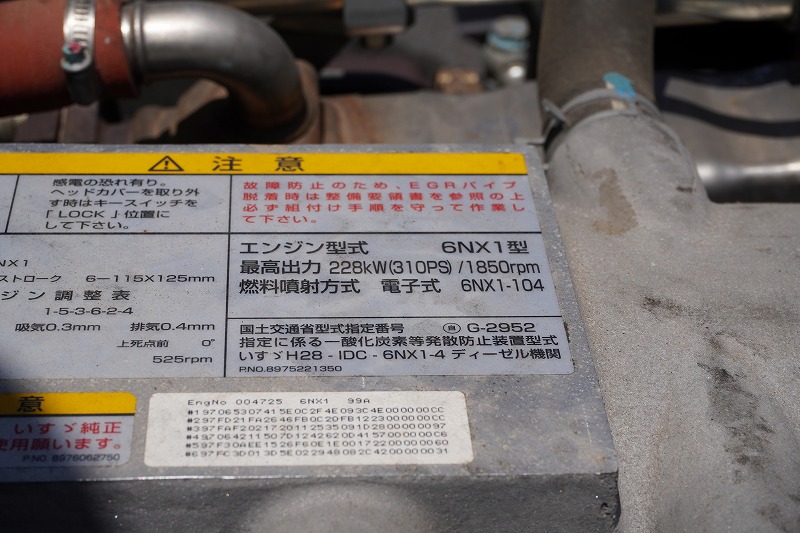 注意
感電の恐れ有り。
ヘッドカバーを取り外
す時はキースイッチを
「LOCK」位置に
して下さい。
故障防止のため、EGRパイプ
脱着時は整備要領書を参照の上
必ず組付け手順を守って作業し
て下さい。
NX1
ストローク 6-115X125mm
ジン調整表
1-5-3-6-2-4
吸気0.3mm 排気0.4mm
上死点前 0°
525rpm
エンジン型式 6NX1型
最高出力 228kW(310PS)/1850rpm
燃料噴射方式 電子式 6NX1-104
国土交通省型式指定番号 自 G-2952
指定に係る一酸化炭素等発散防止装置型式
いすゞH28-IDC-6NX1-4 ディーゼル機関
P.NO.8975221350
意
いすゞ純正
使用願います。
P.NO 8976062750
EngNo 004725 6NX1 99A